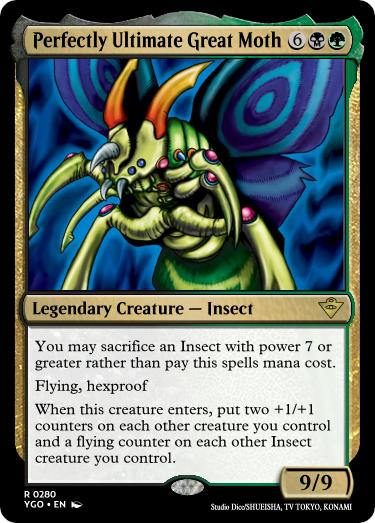 Perfectly Ultimate Great Moth 6
Legendary Creature — Insect
You may sacrifice an Insect with power 7 or
greater rather than pay this spells mana cost.
Flying, hexproof
When this creature enters, put two +1/+1
counters on each other creature you control
and a flying counter on each other Insect
creature you control.
9/9
R 0280
YGO • EN
Studio Dice/SHUEISHA, TV TOKYO, KONAMI